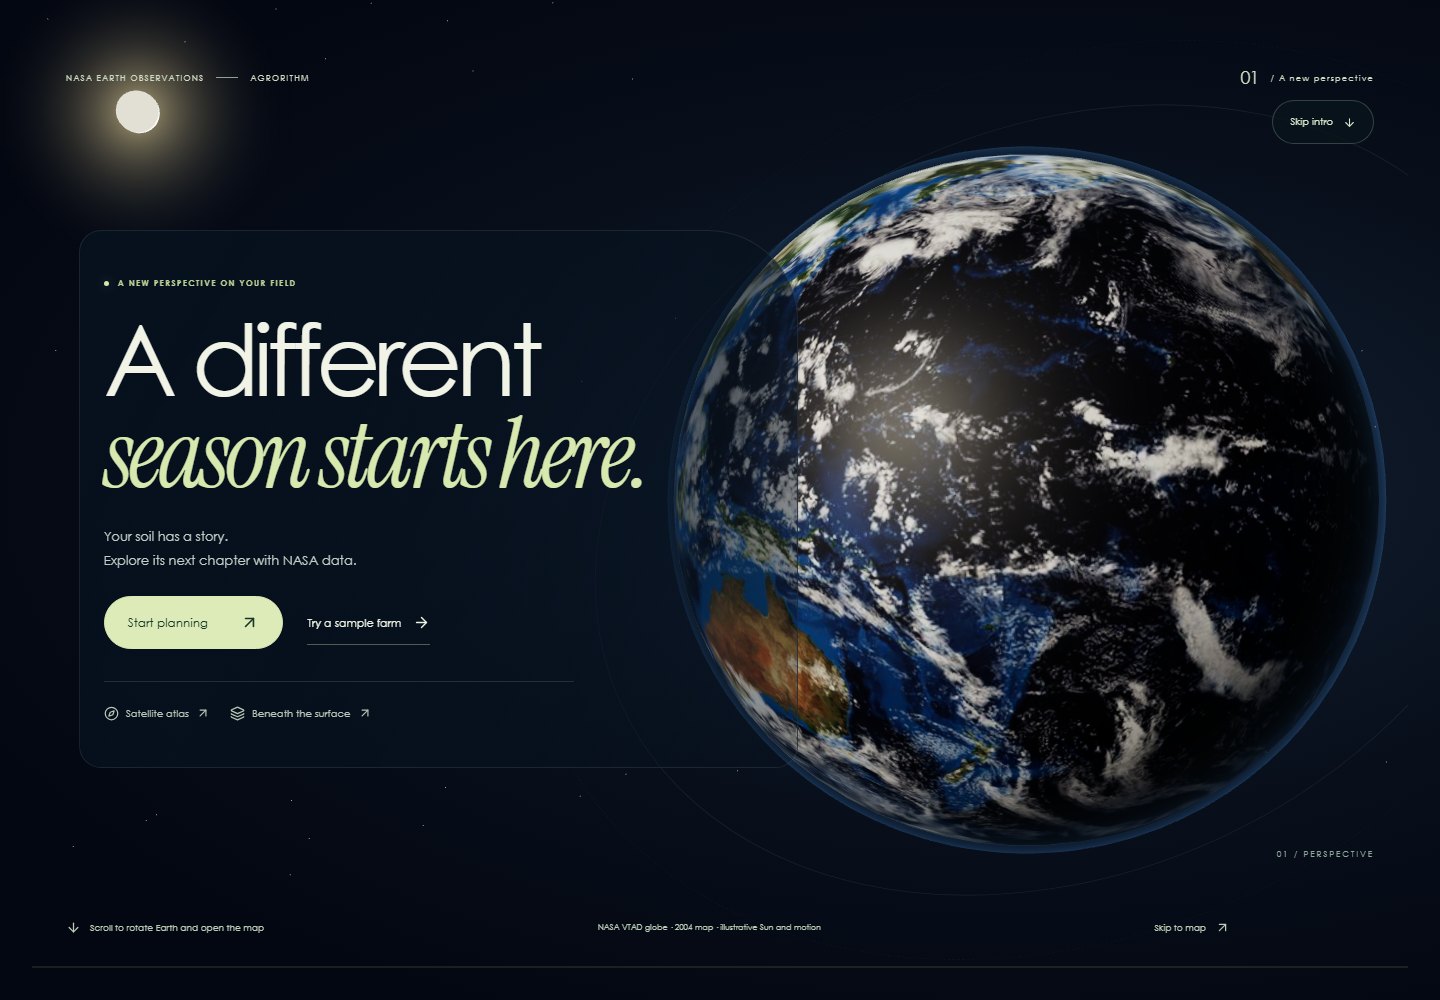 NASA EARTH OBSERVATIONS — AGRORITHM
01 / A new perspective
Skip intro ↓
A NEW PERSPECTIVE ON YOUR FIELD
A different
season starts here.
Your soil has a story.
Explore its next chapter with NASA data.
Start planning
Try a sample farm →
Satellite atlas
Beneath the surface
01 / PERSPECTIVE
↓ Scroll to rotate Earth and open the map
NASA VTAD globe · 2004 map · illustrative Sun and motion
Skip to map